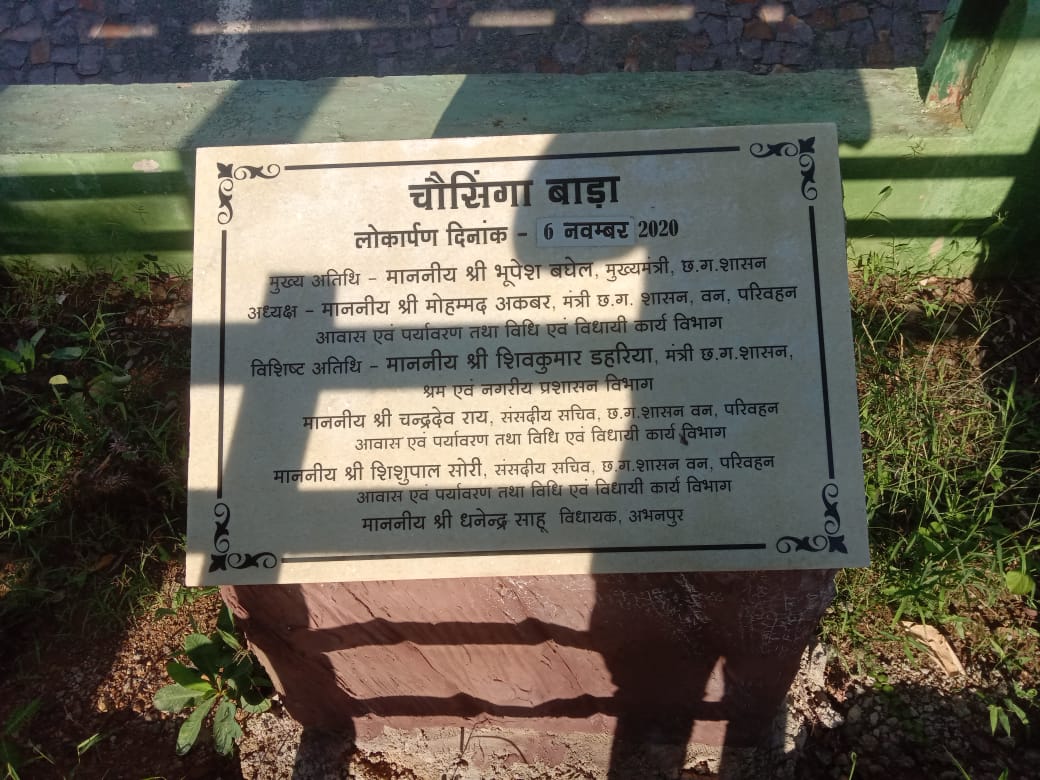 चौसिंगा बाड़ा
लोकार्पण दिनांक - 6 नवम्बर 2020
मुख्य अतिथि - माननीय श्री भूपेश बघेल, मुख्यमंत्री, छ.ग.शासन
अध्यक्ष - माननीय श्री मोहम्मद अकबर, मंत्री छ.ग. शासन, वन, परिवहन
आवास एवं पर्यावरण तथा विधि एवं विधायी कार्य विभाग
विशिष्ट अतिथि - माननीय श्री शिवकुमार डहरिया, मंत्री छ.ग.शासन,
श्रम एवं नगरीय प्रशासन विभाग
माननीय श्री चन्द्रदेव राय, संसदीय सचिव, छ.ग.शासन वन, परिवहन
आवास एवं पर्यावरण तथा विधि एवं विधायी कार्य विभाग
माननीय श्री शिशुपाल सोरी, संसदीय सचिव, छ.ग.शासन वन, परिवहन
आवास एवं पर्यावरण तथा विधि एवं विधायी कार्य विभाग
माननीय श्री धनेन्द्र साहू विधायक, अभनपुर